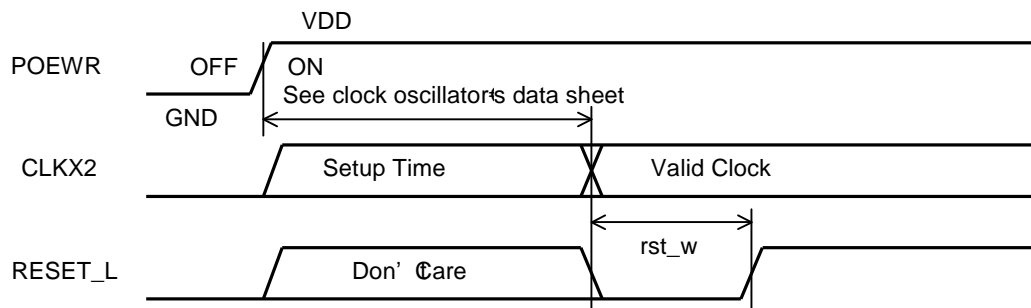 VDD
POEWR OFF ON
See clock oscillator's data sheet
GND
CLKX2 Setup Time Valid Clock
rst_w
RESET_L Don' Care